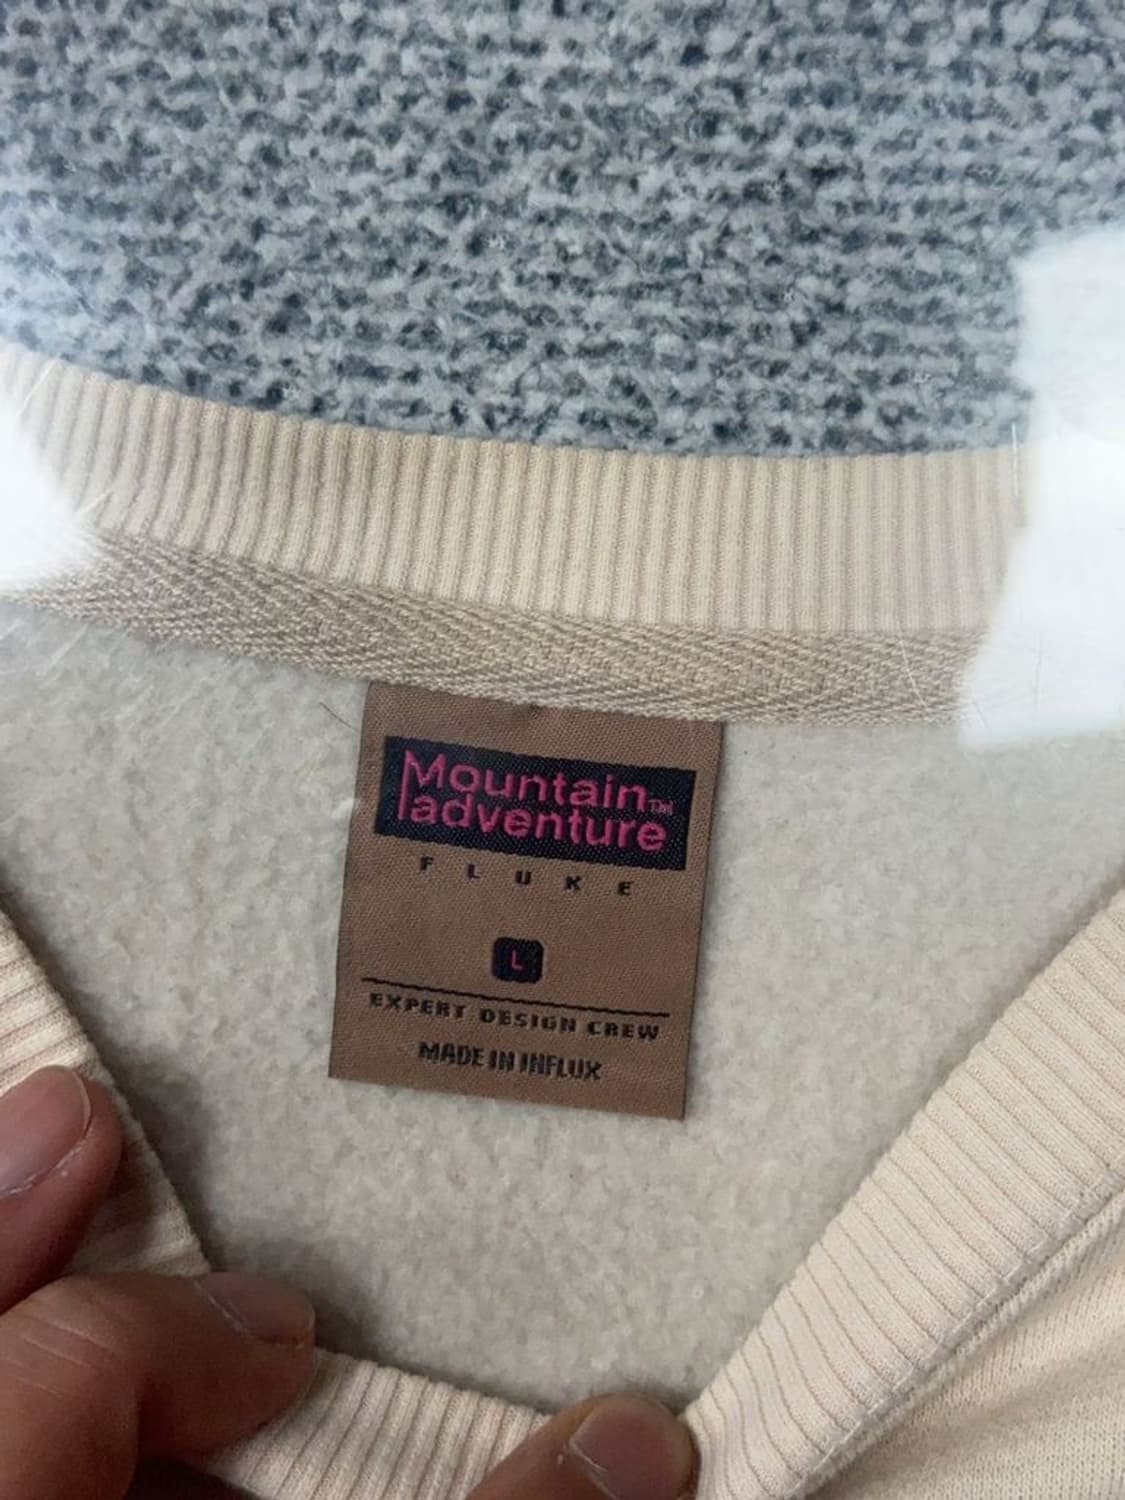 Mountain™
adventure
FLUKE
L
EXPERT DESIGN CREW
MADE IN INFLUX